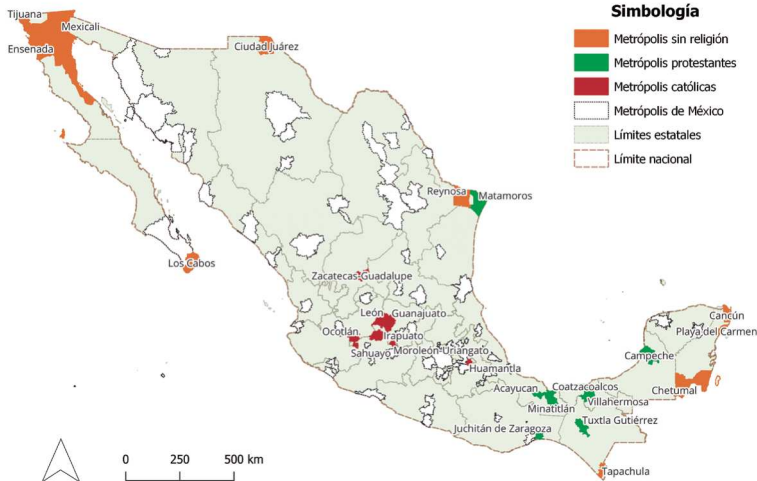 Simbología
Metrópolis sin religión
Metrópolis protestantes
Metrópolis católicas
Metrópolis de México
Límites estatales
Límite nacional
Tijuana
Mexicali
Ensenada
Ciudad Juárez
Reynosa
Matamoros
Los Cabos
Zacatecas-Guadalupe
León
Guanajuato
Ocotlán
Irapuato
Sahuayo
Moroleón-Uriangato
Huamantla
Cancún
Playa del Carmen
Campeche
Chetumal
Acayucan
Coatzacoalcos
Minatitlán
Villahermosa
Tuxtla Gutiérrez
Juchitán de Zaragoza
Tapachula
0 250 500 km